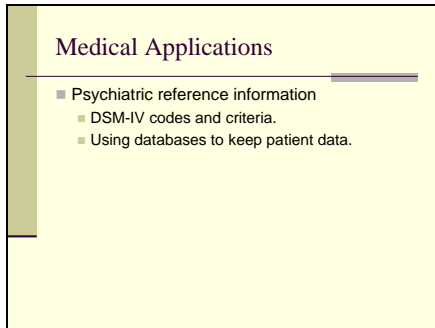 Medical Applications
Psychiatric reference information
DSM-IV codes and criteria.
Using databases to keep patient data.